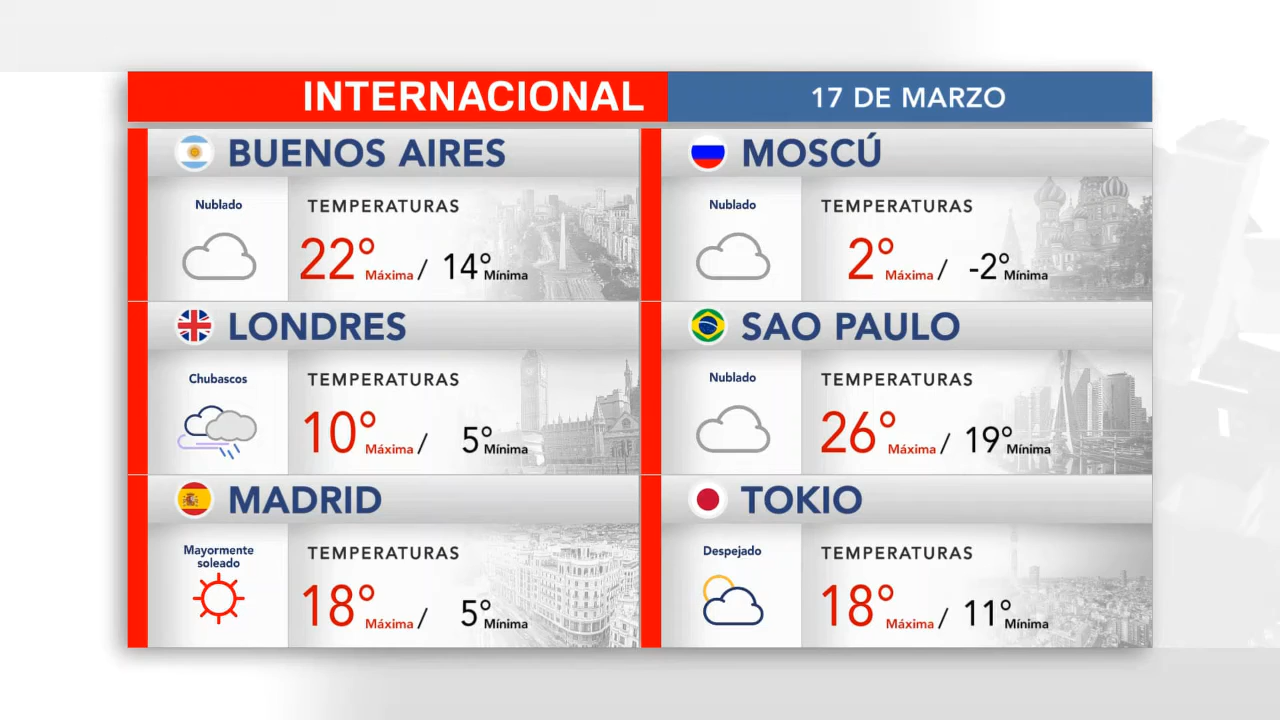 INTERNACIONAL
17 DE MARZO
BUENOS AIRES
Nublado
TEMPERATURAS
22° Máxima / 14° Mínima
MOSCÚ
Nublado
TEMPERATURAS
2° Máxima / -2° Mínima
LONDRES
Chubascos
TEMPERATURAS
10° Máxima / 5° Mínima
SAO PAULO
Nublado
TEMPERATURAS
26° Máxima / 19° Mínima
MADRID
Mayormente
soleado
TEMPERATURAS
18° Máxima / 5° Mínima
TOKIO
Despejado
TEMPERATURAS
18° Máxima / 11° Mínima